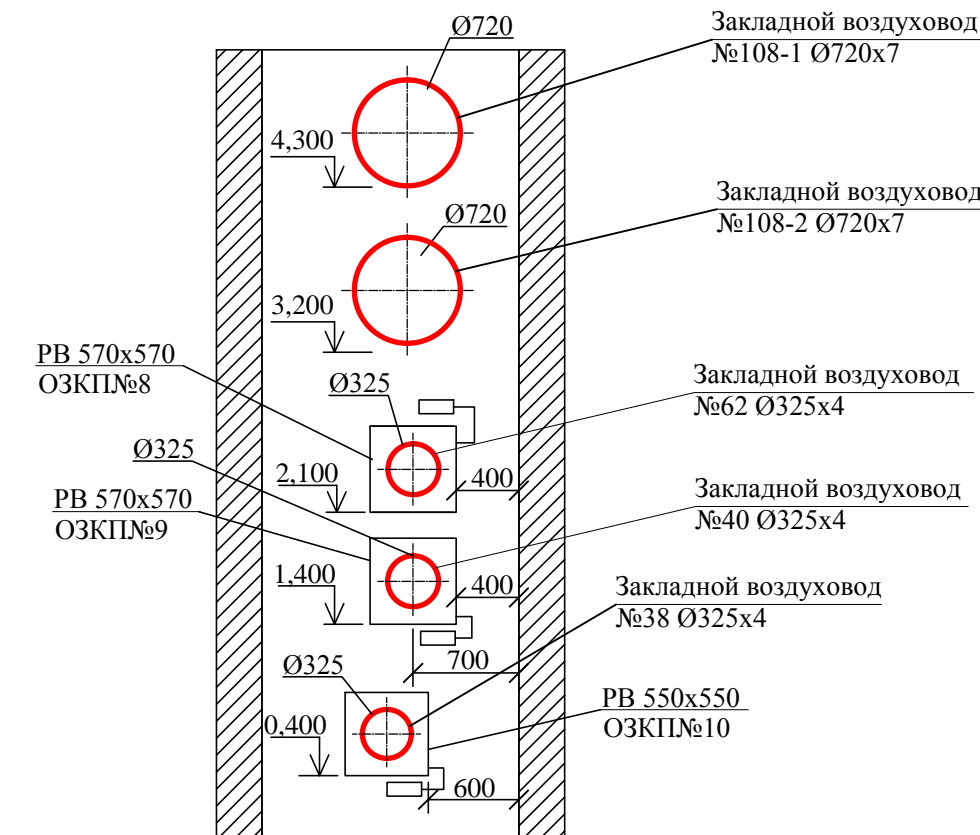 Ø720
Закладной воздуховод
№108-1 Ø720x7
4,300
Закладной воздуховод
№108-2 Ø720x7
Ø720
3,200
РВ 570x570
ОЗКП№8
Ø325
Закладной воздуховод
№62 Ø325x4
Ø325
2,100
400
РВ 570x570
ОЗКП№9
Закладной воздуховод
№40 Ø325x4
1,400
400
Закладной воздуховод
№38 Ø325x4
Ø325
700
РВ 550x550
ОЗКП№10
0,400
600